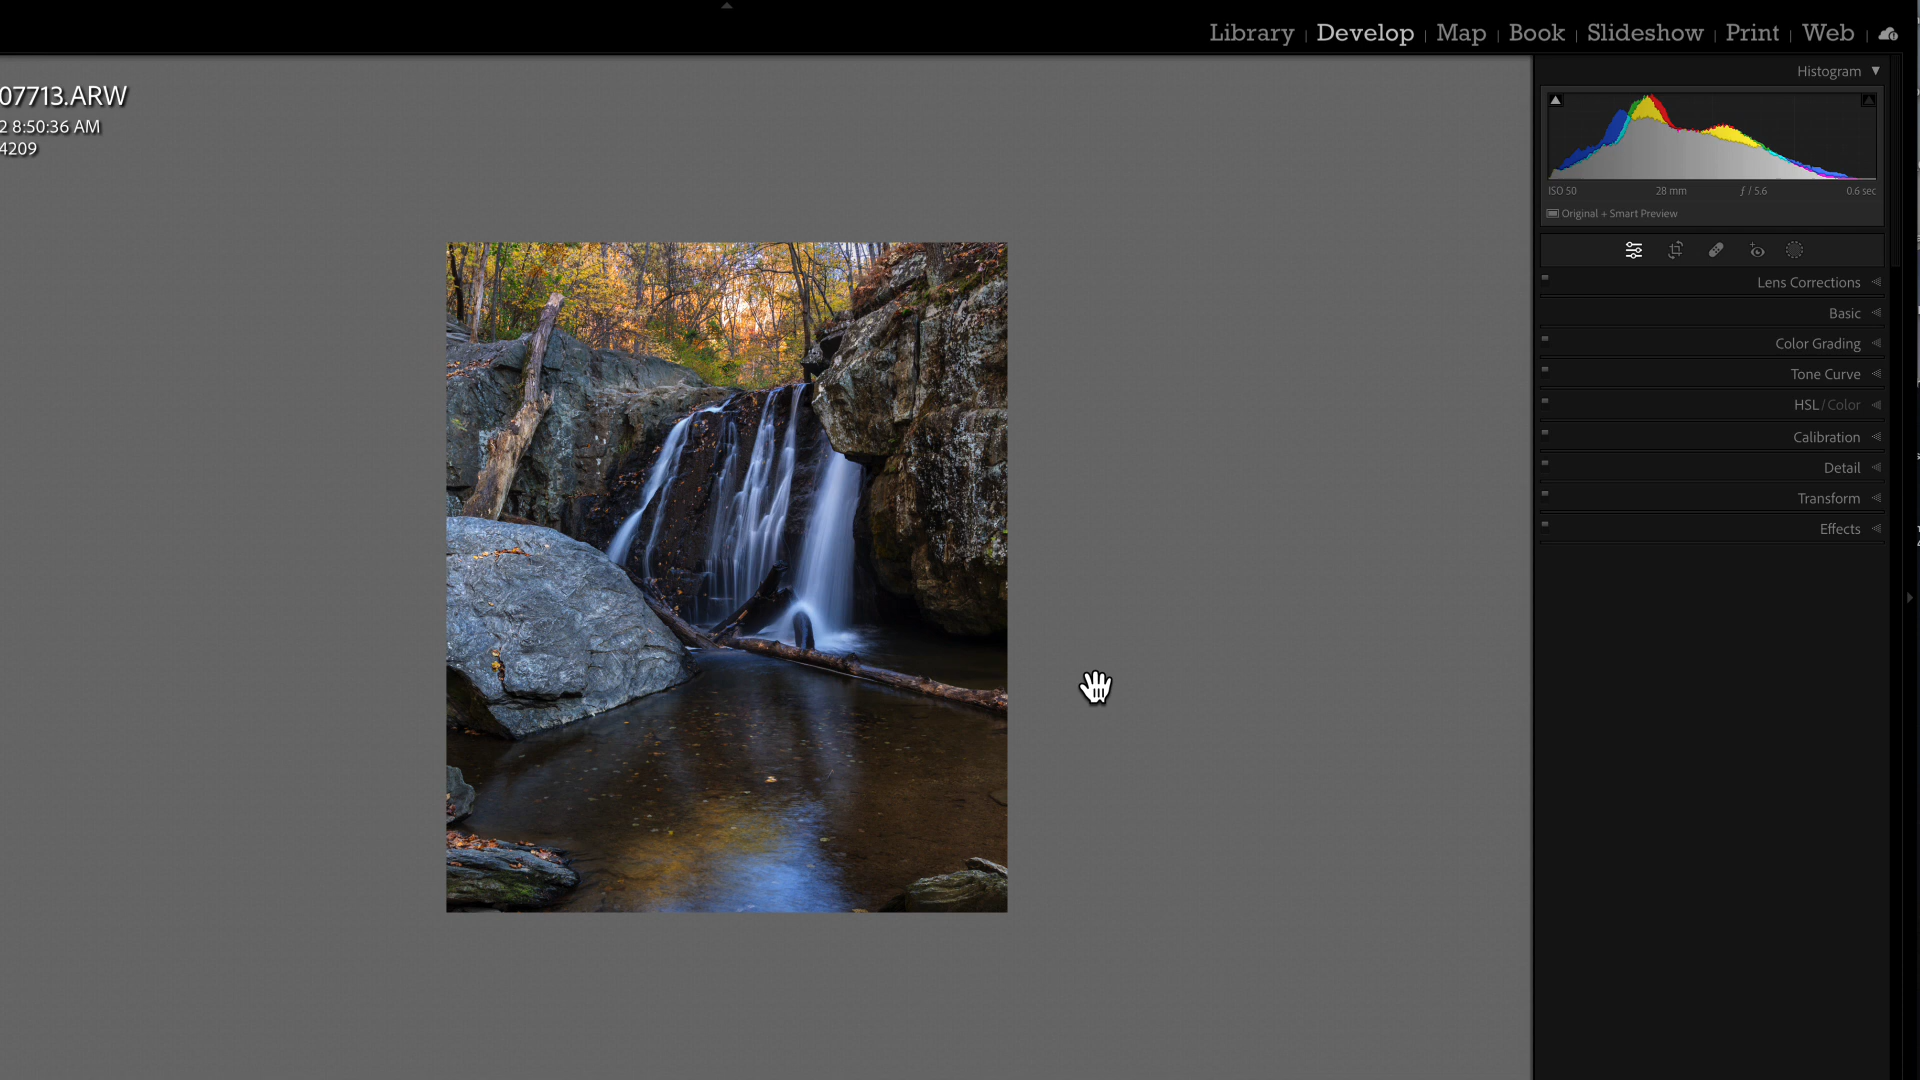 Library | Develop | Map | Book | Slideshow | Print | Web |
07713.ARW
2 8:50:36 AM
4209
Histogram
ISO 50 28 mm ƒ / 5.6 0.6 sec
Original + Smart Preview
Lens Corrections
Basic
Color Grading
Tone Curve
HSL / Color
Calibration
Detail
Transform
Effects